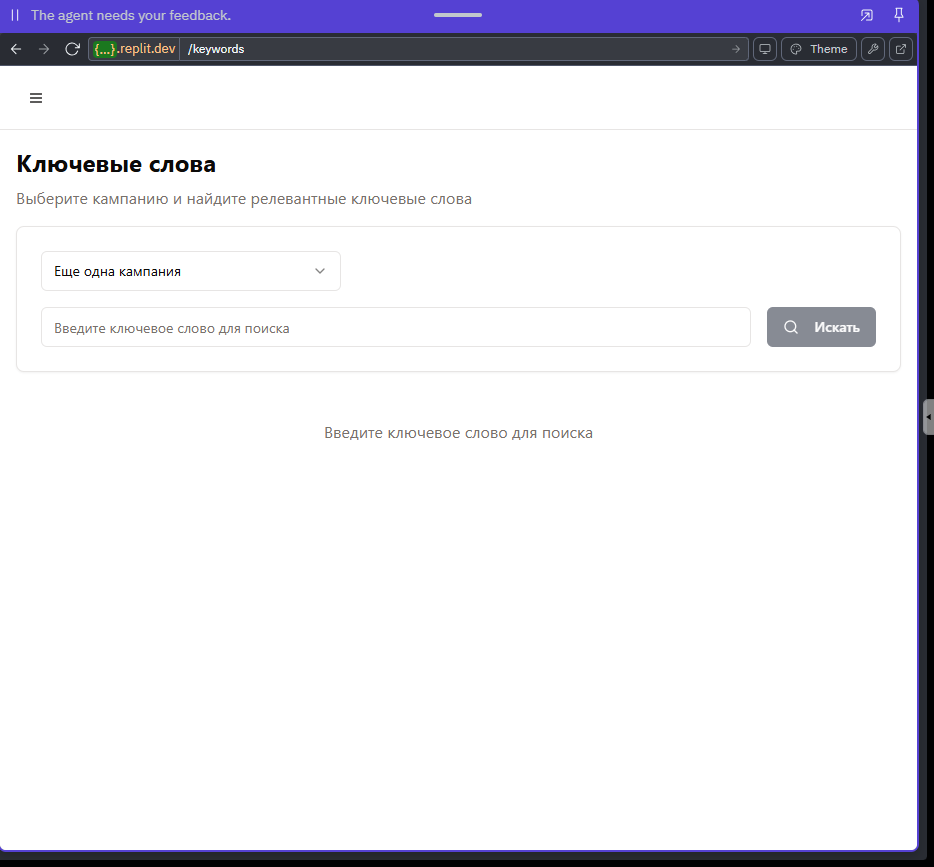 The agent needs your feedback.
{...}.replit.dev /keywords Theme
Ключевые слова
Выберите кампанию и найдите релевантные ключевые слова
Еще одна кампания
Введите ключевое слово для поиска Искать
Введите ключевое слово для поиска